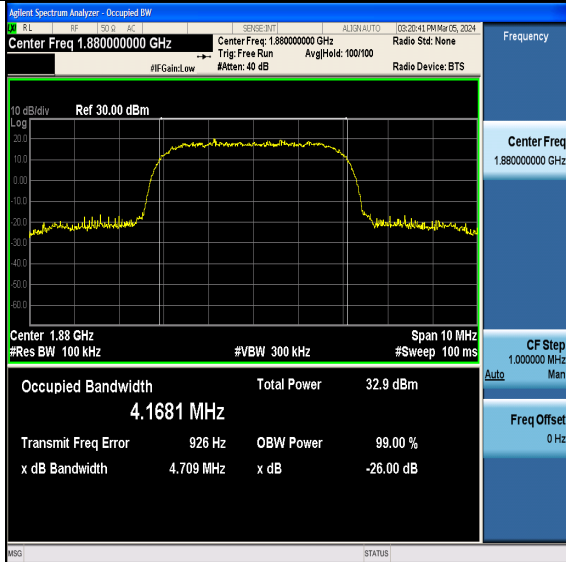 Agilent Spectrum Analyzer - Occupied BW
RL RF 50 Ω AC SENSE:INT ALIGN AUTO 03:20:41 PM Mar 05, 2024
Center Freq 1.880000000 GHz
Center Freq: 1.880000000 GHz Radio Std: None
Trig: Free Run Avg|Hold: 100/100
#IFGain:Low #Atten: 40 dB Radio Device: BTS
10 dB/div Ref 30.00 dBm
Log
20.0
10.0
0.00
-10.0
-20.0
-30.0
-40.0
-50.0
-60.0
Center 1.88 GHz Span 10 MHz
#Res BW 100 kHz #VBW 300 kHz #Sweep 100 ms
Occupied Bandwidth Total Power 32.9 dBm
4.1681 MHz
Transmit Freq Error 926 Hz OBW Power 99.00 %
x dB Bandwidth 4.709 MHz x dB -26.00 dB
Frequency
Center Freq
1.880000000 GHz
CF Step
1.000000 MHz
Auto Man
Freq Offset
0 Hz
MSG STATUS